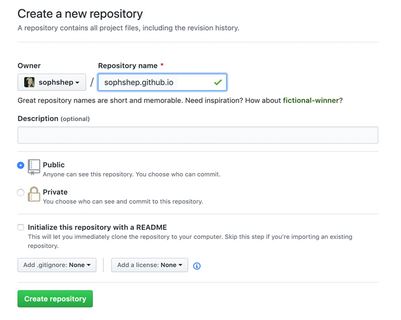 Create a new repository
A repository contains all project files, including the revision history.
Owner Repository name *
sophshep / sophshep.github.io
Great repository names are short and memorable. Need inspiration? How about fictional-winner?
Description (optional)
Public
Anyone can see this repository. You choose who can commit.
Private
You choose who can see and commit to this repository.
Initialize this repository with a README
This will let you immediately clone the repository to your computer. Skip this step if you're importing an existing
repository.
Add .gitignore: None Add a license: None
Create repository